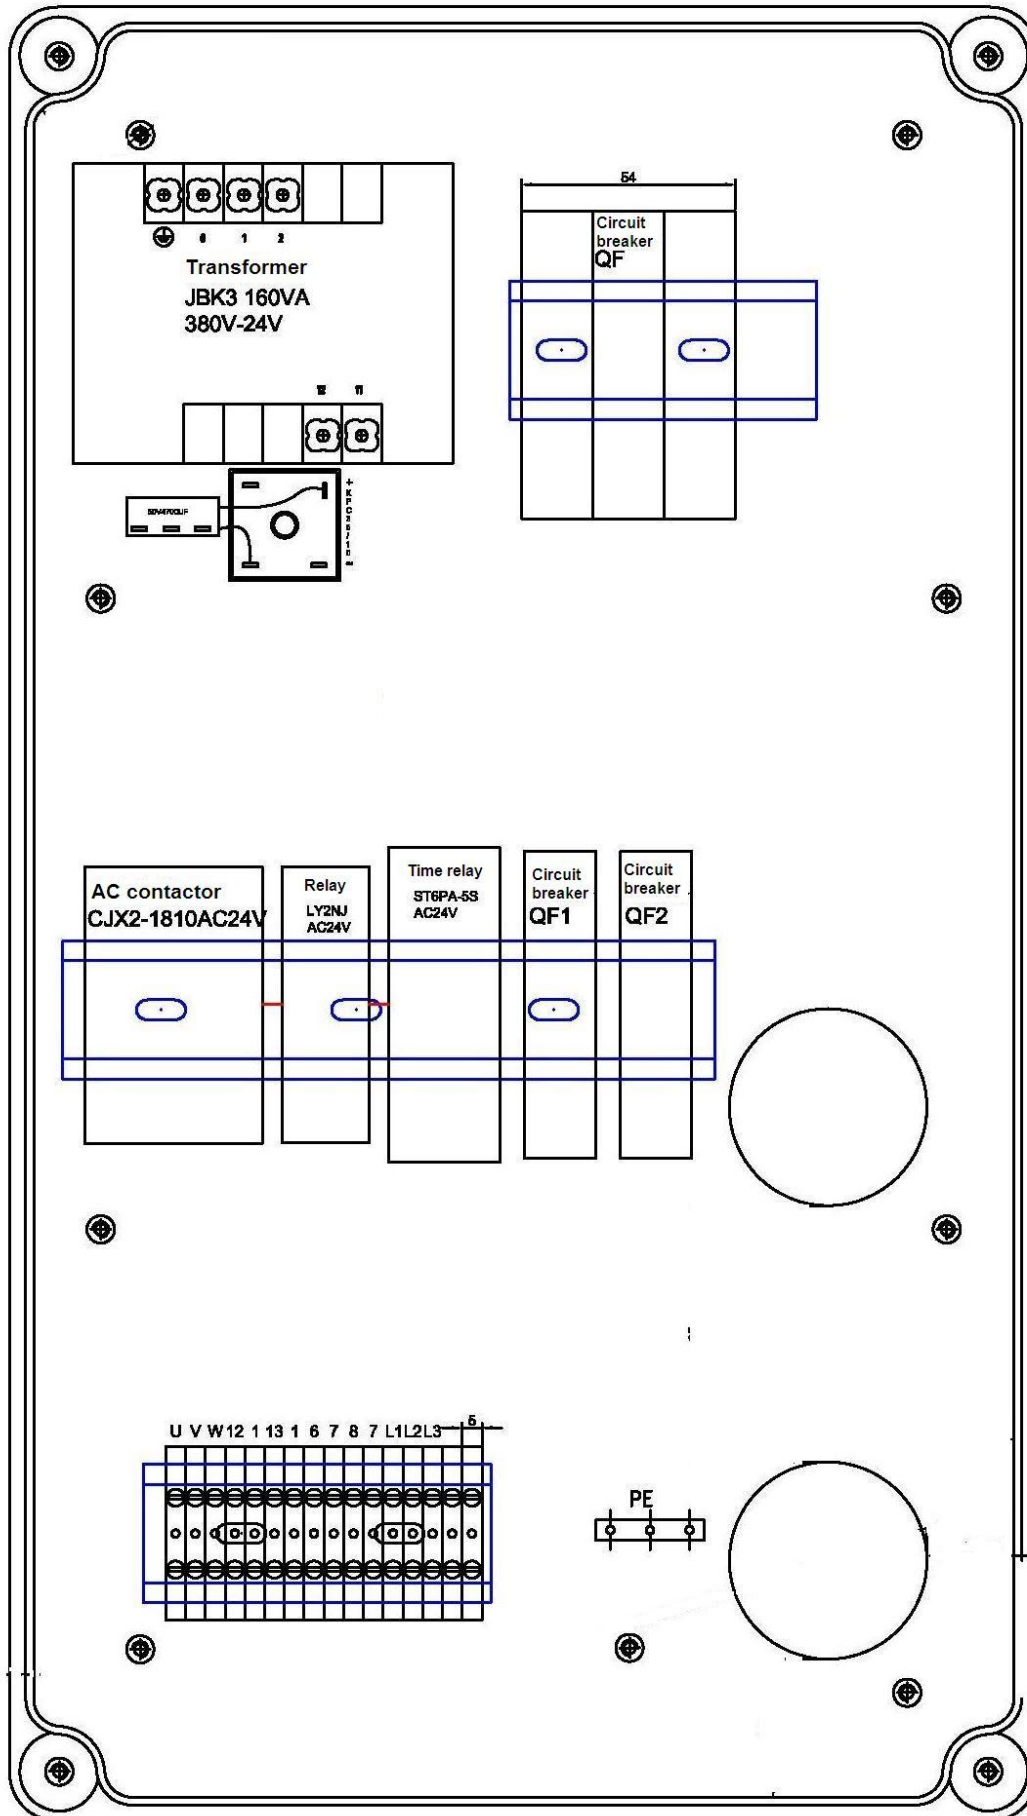 54
0 1 2
Transformer
JBK3 160VA
380V-24V
Circuit
breaker
QF
12 11
50V4700UF
+ KPC
AC contactor
CJX2-1810AC24V
Relay
LY2NJ
AC24V
Time relay
ST6PA-5S
AC24V
Circuit
breaker
QF1
Circuit
breaker
QF2
U V W 12 1 13 1 6 7 8 7 L1 L2 L3
5
PE